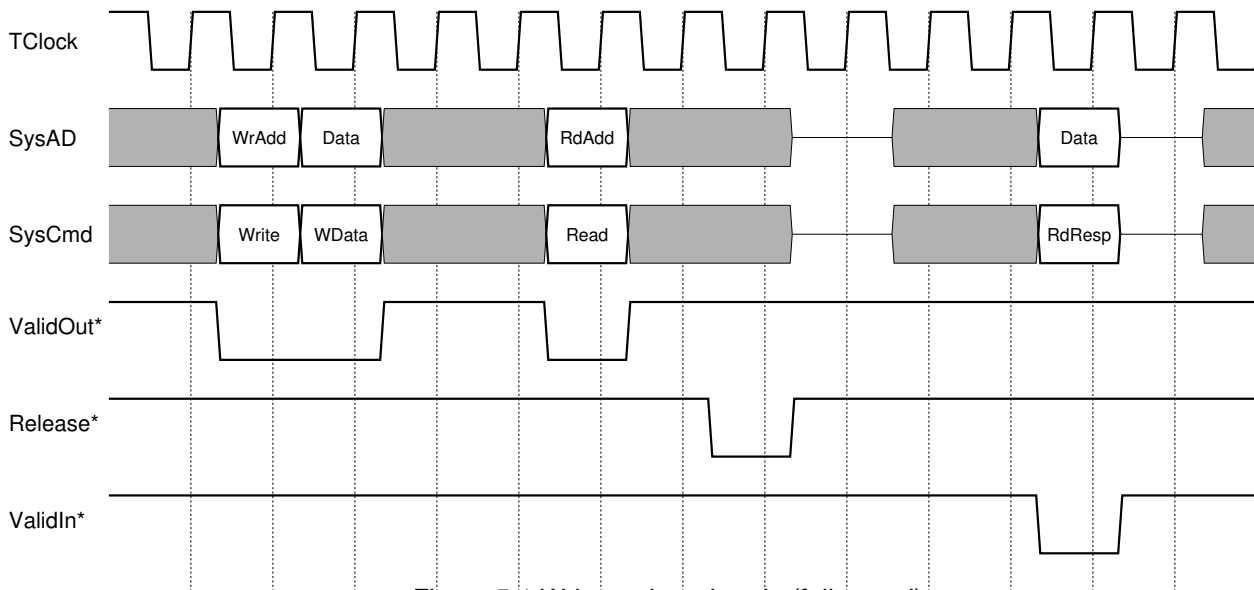 TClock
SysAD WrAdd Data RdAdd Data
SysCmd Write WData Read RdResp
ValidOut*
Release*
ValidIn*